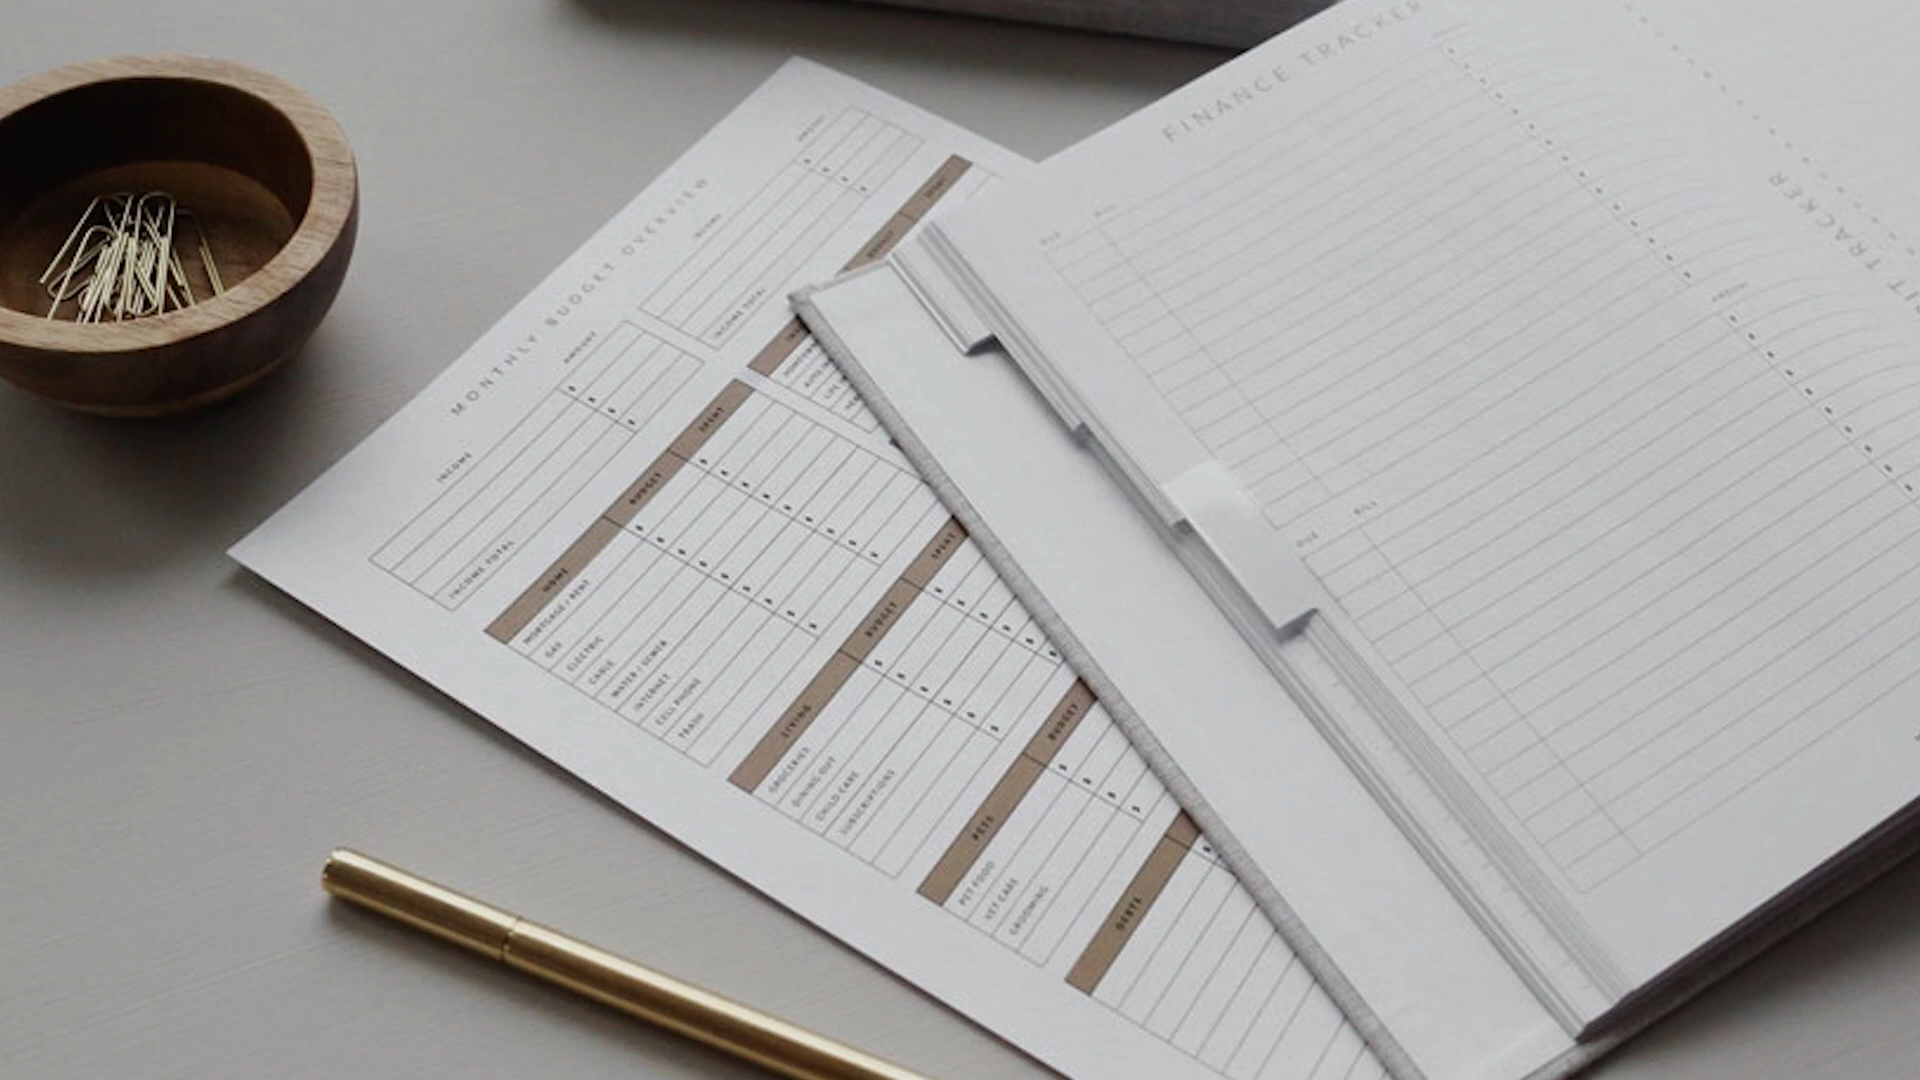 MONTHLY BUDGET OVERVIEW
INCOME
AMOUNT
$
$
$
$
INCOME TOTAL
INCOME
AMOUNT
$
$
$
$
INCOME TOTAL
HOME
BUDGET
SPENT
MORTGAGE / RENT
GAS
ELECTRIC
CABLE
WATER / SEWER
INTERNET
CELL PHONE
TRASH
LIVING
BUDGET
SPENT
GROCERIES
DINING OUT
CHILD CARE
SUBSCRIPTIONS
PETS
BUDGET
PET FOOD
VET CARE
GROOMING
DEBTS
BUDGET
SPENT
FINANCE TRACKER
BILL
AMOUNT
BILL
TRACKER